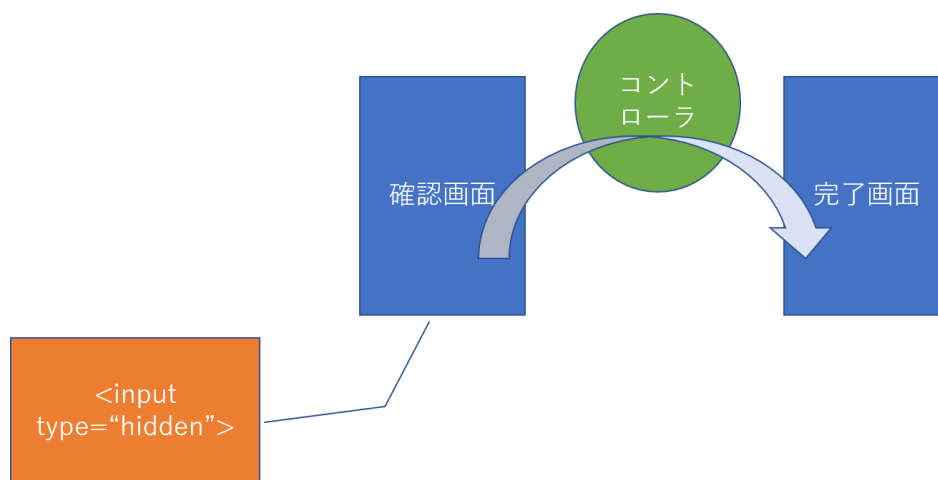 コント
ローラ
確認画面
完了画面
<input
type=“hidden”>